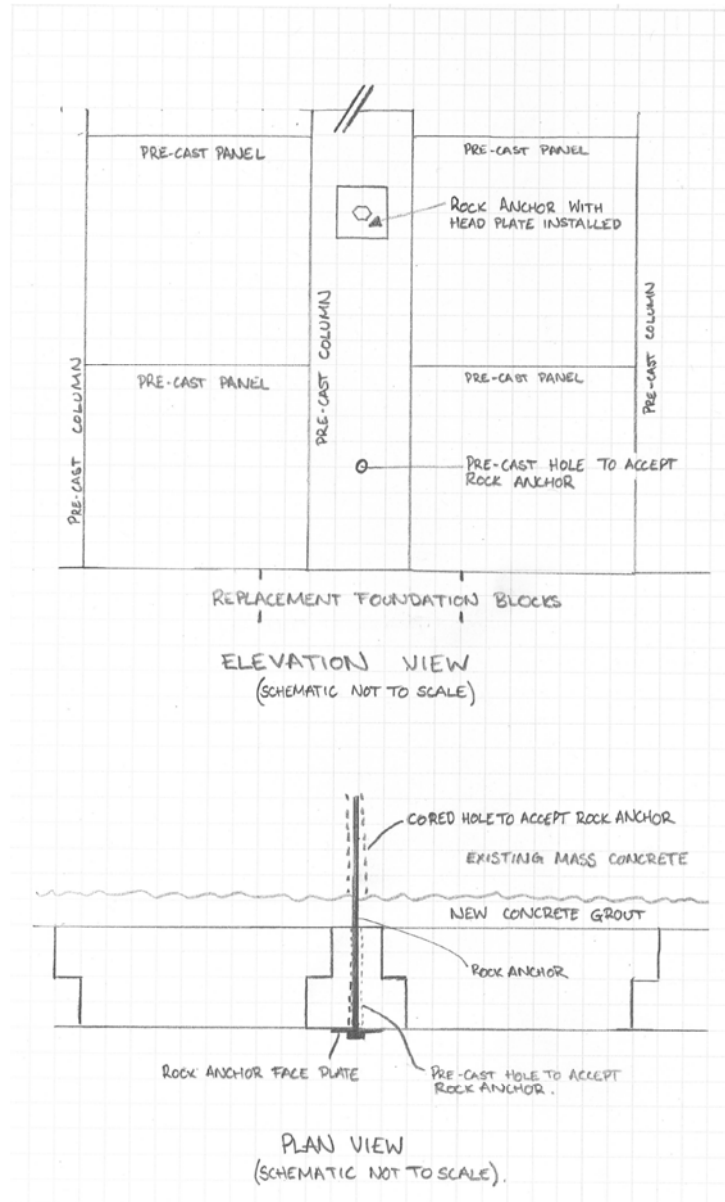 PRE-CAST PANEL
PRE-CAST PANEL
ROCK ANCHOR WITH
HEAD PLATE INSTALLED
PRE-CAST COLUMN
PRE-CAST COLUMN
PRE-CAST COLUMN
PRE-CAST PANEL
PRE-CAST PANEL
PRE-CAST HOLE TO ACCEPT
ROCK ANCHOR
REPLACEMENT FOUNDATION BLOCKS
ELEVATION VIEW
(SCHEMATIC NOT TO SCALE)
CORED HOLE TO ACCEPT ROCK ANCHOR
EXISTING MASS CONCRETE
NEW CONCRETE GROUT
ROCK ANCHOR
ROCK ANCHOR FACE PLATE
PRE-CAST HOLE TO ACCEPT
ROCK ANCHOR.
PLAN VIEW
(SCHEMATIC NOT TO SCALE).